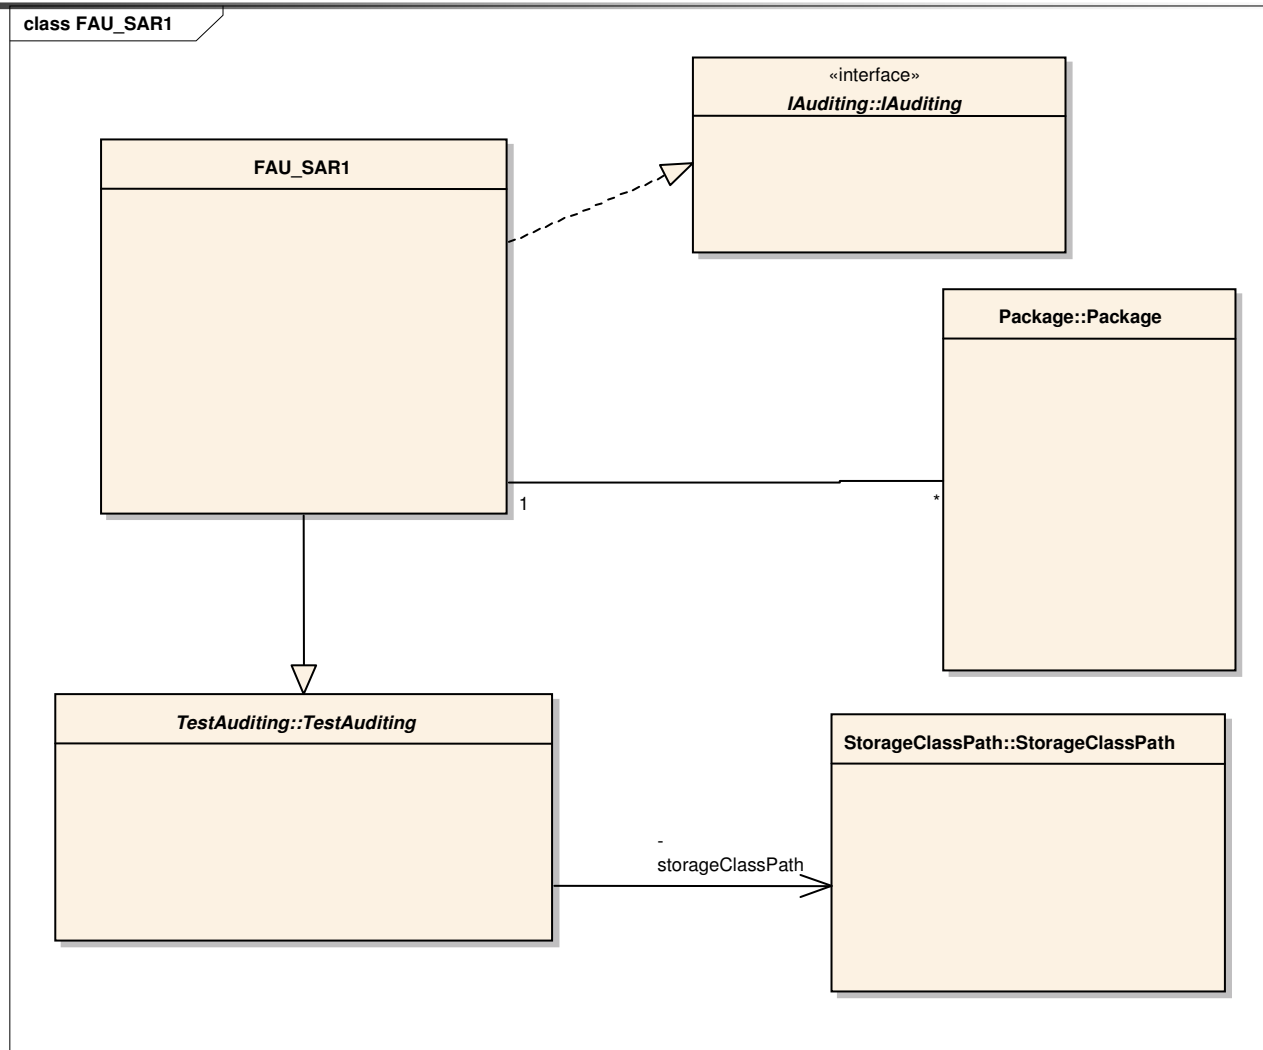 class FAU_SAR1
«interface»
IAuditing::IAuditing
FAU_SAR1
Package::Package
1
*
TestAuditing::TestAuditing
StorageClassPath::StorageClassPath
-
storageClassPath